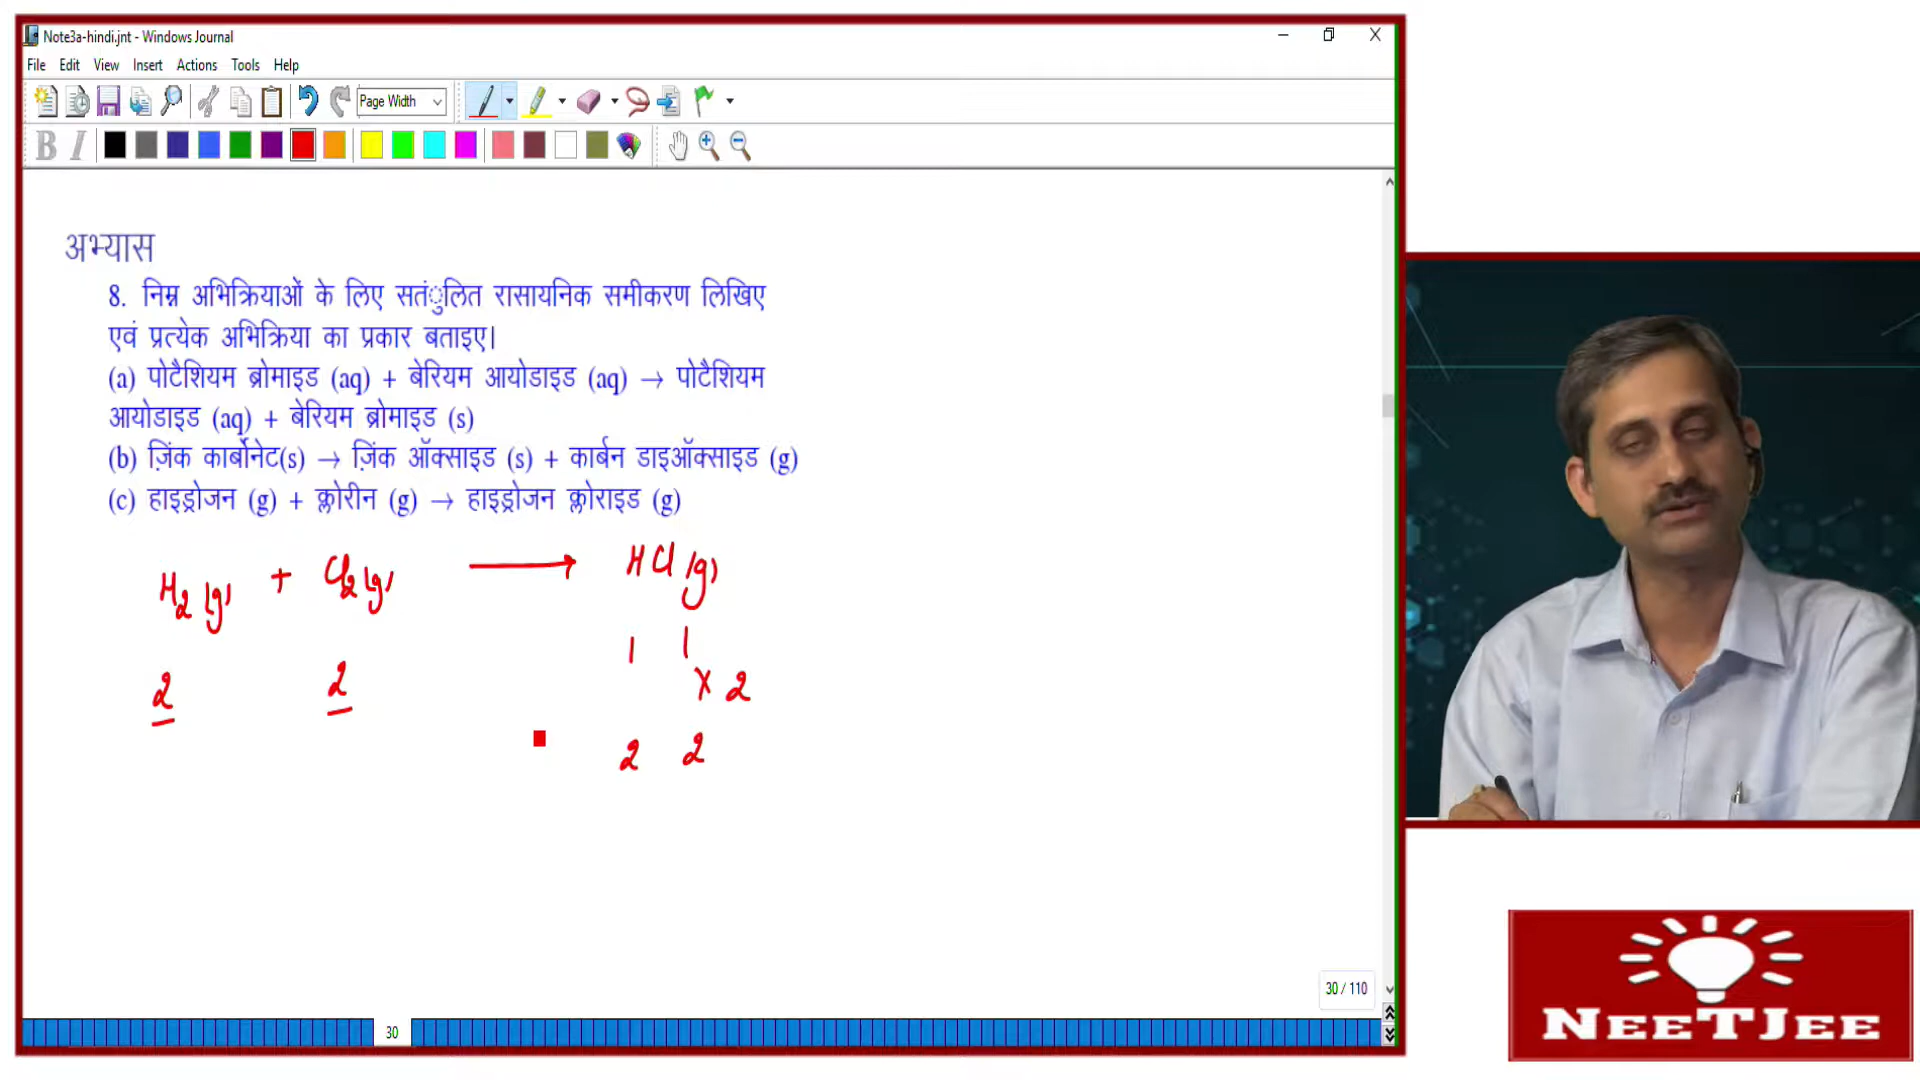 Note3a-hindi.jnt - Windows Journal
File Edit View Insert Actions Tools Help
Page Width
B I
अभ्यास
8. निम्न अभिक्रियाओं के लिए सतंुलित रासायनिक समीकरण लिखिए
एवं प्रत्येक अभिक्रिया का प्रकार बताइए।
(a) पोटैशियम ब्रोमाइड (aq) + बेरियम आयोडाइड (aq) → पोटैशियम
आयोडाइड (aq) + बेरियम ब्रोमाइड (s)
(b) ज़िंक कार्बोनेट(s) → ज़िंक ऑक्साइड (s) + कार्बन डाइऑक्साइड (g)
(c) हाइड्रोजन (g) + क्लोरीन (g) → हाइड्रोजन क्लोराइड (g)
H2 (g) + Cl2 (g) → HCl (g)
1 1
2 2 x 2
2 2
30 / 110
30
NEETJEE